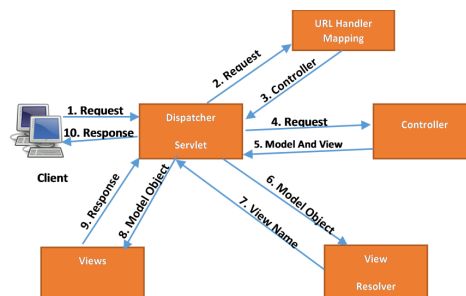 URL Handler
Mapping
2. Request
3. Controller
1. Request
10. Response
Dispatcher
Servlet
4. Request
5. Model And View
Controller
Client
9. Response
8. Model Object
7. View Name
6. Model Object
Views
View
Resolver